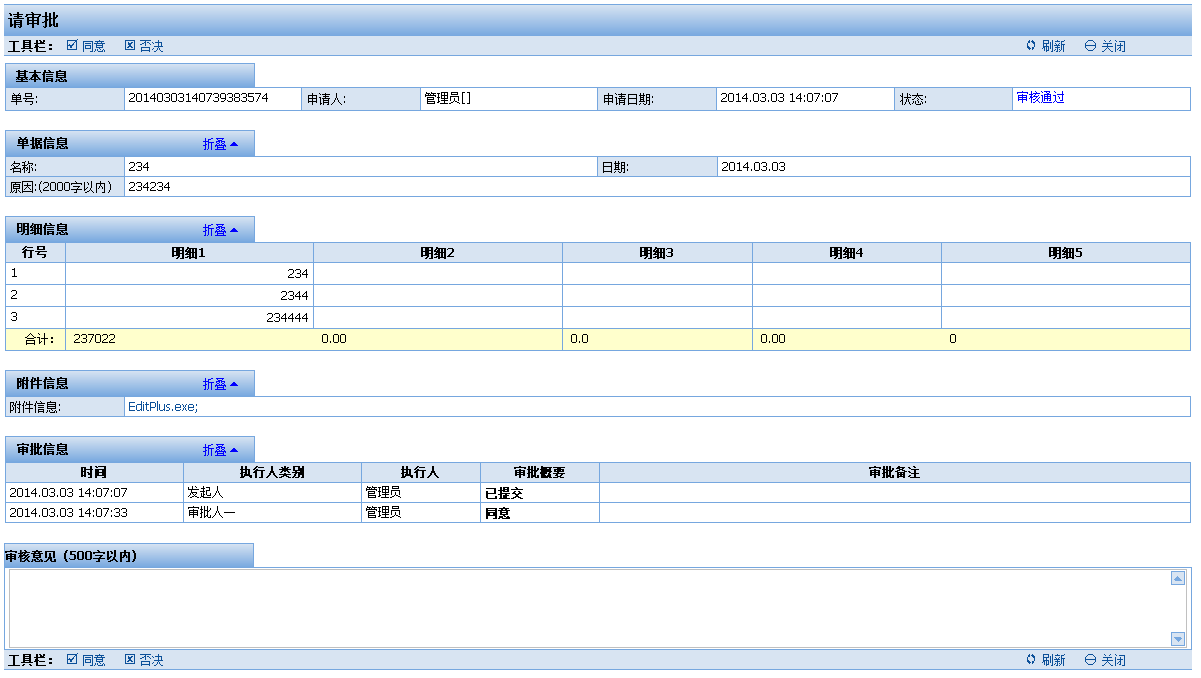 请审批
工具栏： 同意 否决 刷新 关闭
基本信息
单号: 20140303140739383574 申请人: 管理员[] 申请日期: 2014.03.03 14:07:07 状态: 审核通过
单据信息 折叠
名称: 234 日期: 2014.03.03
原因:(2000字以内) 234234
明细信息 折叠
行号 明细1 明细2 明细3 明细4 明细5
1 234
2 2344
3 234444
合计： 237022 0.00 0.0 0.00 0
附件信息 折叠
附件信息: EditPlus.exe;
审批信息 折叠
时间 执行人类别 执行人 审批概要 审批备注
2014.03.03 14:07:07 发起人 管理员 已提交
2014.03.03 14:07:33 审批人一 管理员 同意
审核意见（500字以内）
工具栏： 同意 否决 刷新 关闭